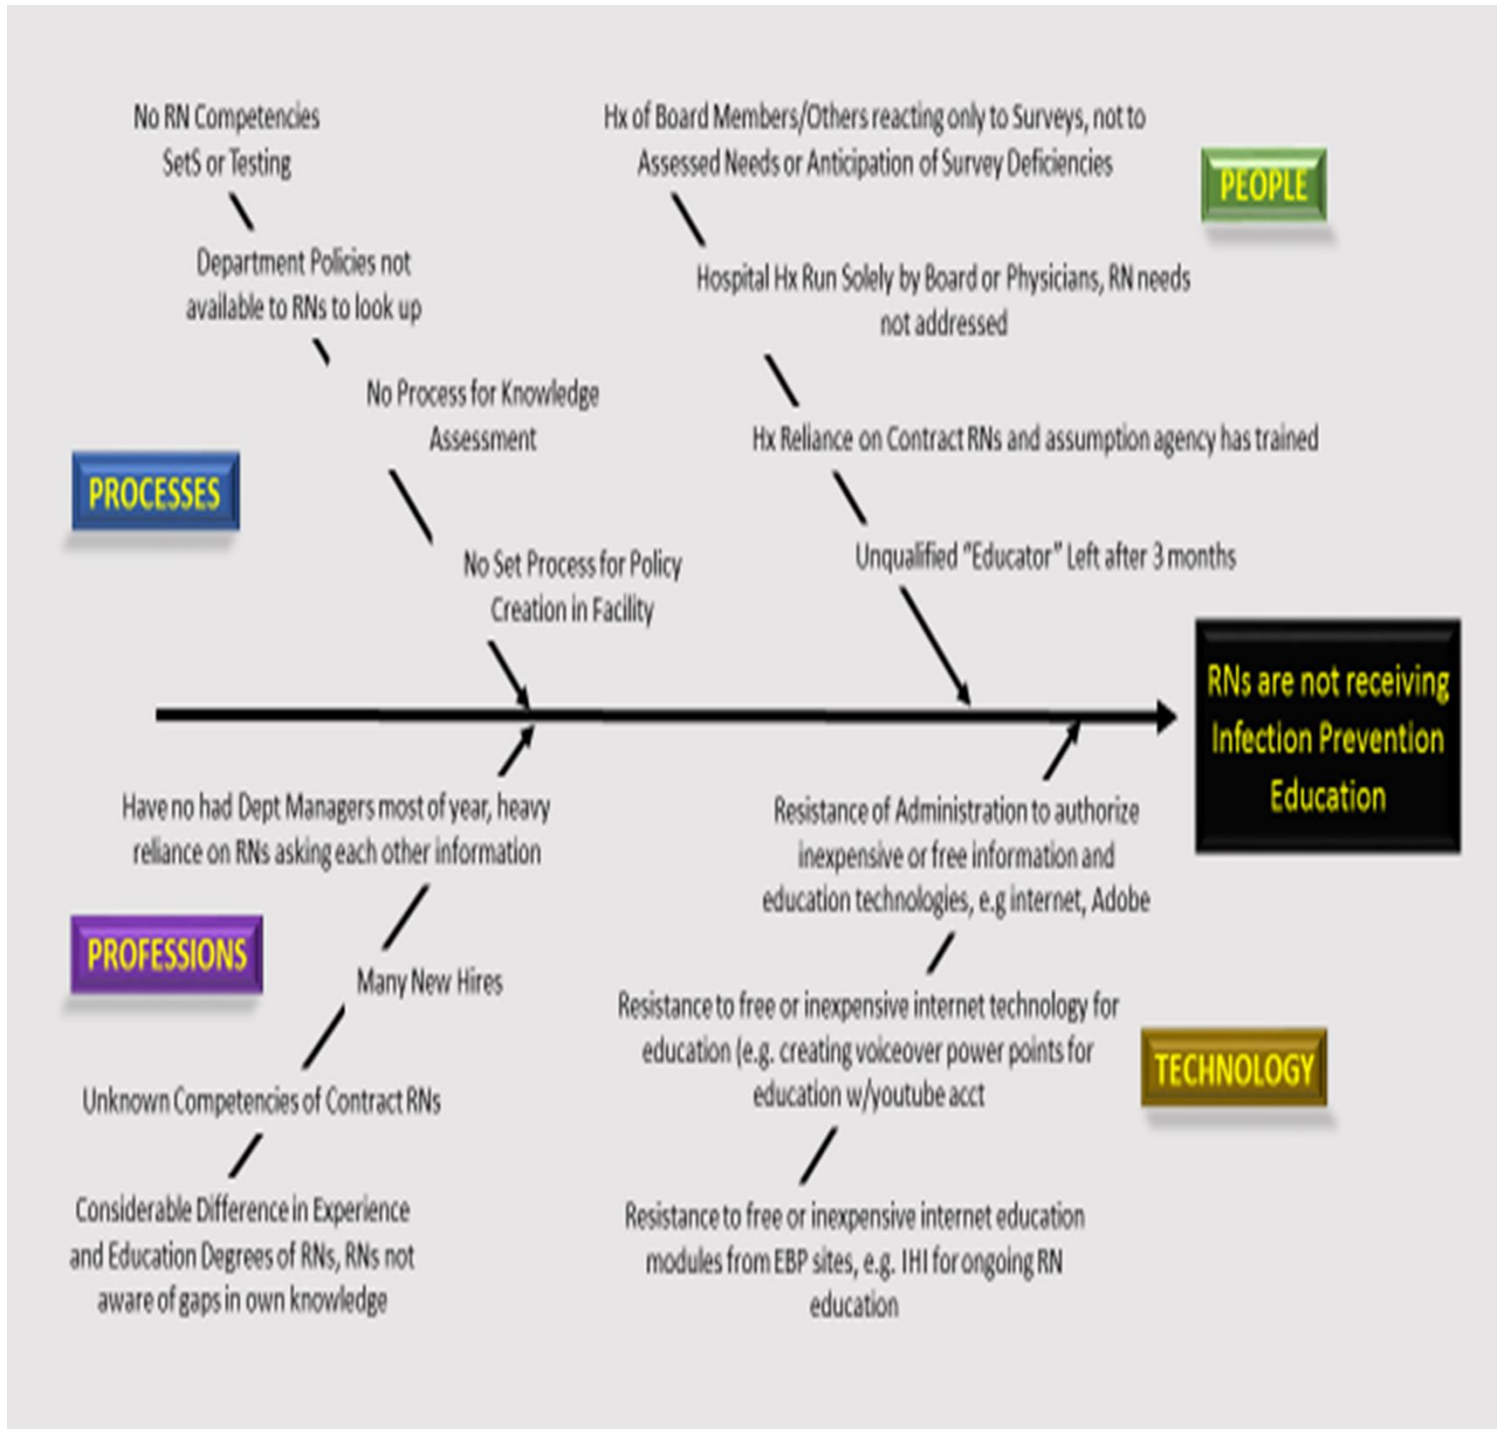 No RN Competencies
SetS or Testing
Department Policies not
available to RNs to look up
No Process for Knowledge
Assessment
PROCESSES
No Set Process for Policy
Creation in Facility
Hx of Board Members/Others reacting only to Surveys, not to
Assessed Needs or Anticipation of Survey Deficiencies
PEOPLE
Hospital Hx Run Solely by Board or Physicians, RN needs
not addressed
Hx Reliance on Contract RNs and assumption agency has trained
Unqualified "Educator" Left after 3 months
RNs are not receiving
Infection Prevention
Education
Have no had Dept Managers most of year, heavy
reliance on RNs asking each other information
PROFESSIONS
Many New Hires
Unknown Competencies of Contract RNs
Considerable Difference in Experience
and Education Degrees of RNs, RNs not
aware of gaps in own knowledge
Resistance of Administration to authorize
inexpensive or free information and
education technologies, e.g internet, Adobe
Resistance to free or inexpensive internet technology for
education (e.g. creating voiceover power points for
education w/youtube acct
TECHNOLOGY
Resistance to free or inexpensive internet education
modules from EBP sites, e.g. IHI for ongoing RN
education